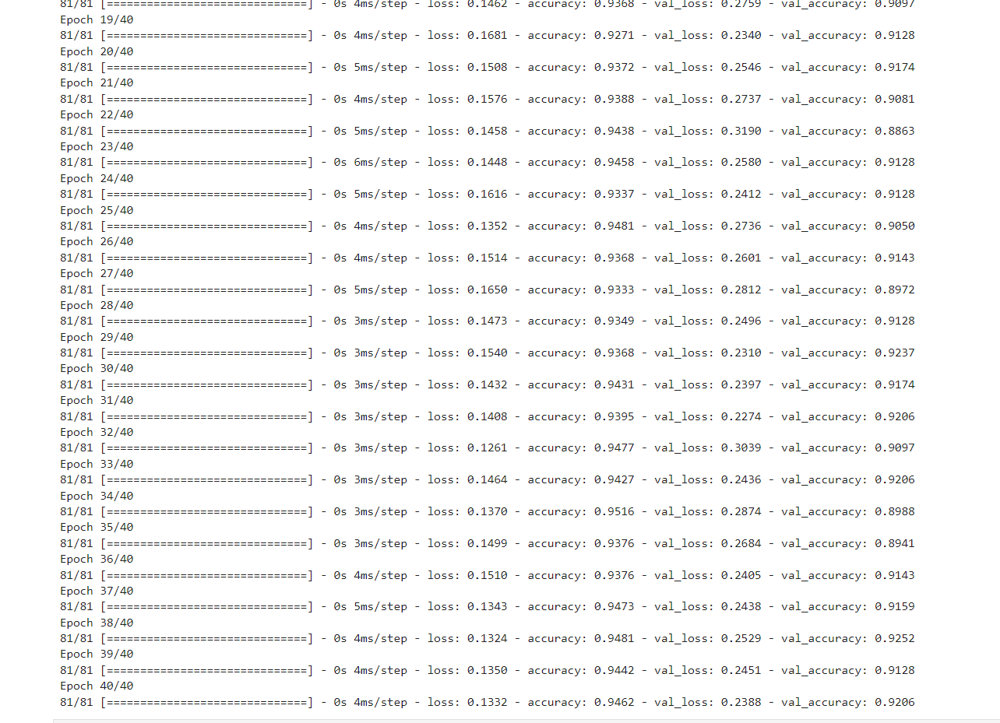 81/81 [==============================] - 0s 4ms/step - loss: 0.1462 - accuracy: 0.9368 - val_loss: 0.2759 - val_accuracy: 0.9097
Epoch 19/40
81/81 [==============================] - 0s 4ms/step - loss: 0.1681 - accuracy: 0.9271 - val_loss: 0.2340 - val_accuracy: 0.9128
Epoch 20/40
81/81 [==============================] - 0s 5ms/step - loss: 0.1508 - accuracy: 0.9372 - val_loss: 0.2546 - val_accuracy: 0.9174
Epoch 21/40
81/81 [==============================] - 0s 4ms/step - loss: 0.1576 - accuracy: 0.9388 - val_loss: 0.2737 - val_accuracy: 0.9081
Epoch 22/40
81/81 [==============================] - 0s 5ms/step - loss: 0.1458 - accuracy: 0.9438 - val_loss: 0.3190 - val_accuracy: 0.8863
Epoch 23/40
81/81 [==============================] - 0s 6ms/step - loss: 0.1448 - accuracy: 0.9458 - val_loss: 0.2580 - val_accuracy: 0.9128
Epoch 24/40
81/81 [==============================] - 0s 5ms/step - loss: 0.1616 - accuracy: 0.9337 - val_loss: 0.2412 - val_accuracy: 0.9128
Epoch 25/40
81/81 [==============================] - 0s 4ms/step - loss: 0.1352 - accuracy: 0.9481 - val_loss: 0.2736 - val_accuracy: 0.9050
Epoch 26/40
81/81 [==============================] - 0s 4ms/step - loss: 0.1514 - accuracy: 0.9368 - val_loss: 0.2601 - val_accuracy: 0.9143
Epoch 27/40
81/81 [==============================] - 0s 5ms/step - loss: 0.1650 - accuracy: 0.9333 - val_loss: 0.2812 - val_accuracy: 0.8972
Epoch 28/40
81/81 [==============================] - 0s 3ms/step - loss: 0.1473 - accuracy: 0.9349 - val_loss: 0.2496 - val_accuracy: 0.9128
Epoch 29/40
81/81 [==============================] - 0s 3ms/step - loss: 0.1540 - accuracy: 0.9368 - val_loss: 0.2310 - val_accuracy: 0.9237
Epoch 30/40
81/81 [==============================] - 0s 3ms/step - loss: 0.1432 - accuracy: 0.9431 - val_loss: 0.2397 - val_accuracy: 0.9174
Epoch 31/40
81/81 [==============================] - 0s 3ms/step - loss: 0.1408 - accuracy: 0.9395 - val_loss: 0.2274 - val_accuracy: 0.9206
Epoch 32/40
81/81 [==============================] - 0s 3ms/step - loss: 0.1261 - accuracy: 0.9477 - val_loss: 0.3039 - val_accuracy: 0.9097
Epoch 33/40
81/81 [==============================] - 0s 3ms/step - loss: 0.1464 - accuracy: 0.9427 - val_loss: 0.2436 - val_accuracy: 0.9206
Epoch 34/40
81/81 [==============================] - 0s 3ms/step - loss: 0.1370 - accuracy: 0.9516 - val_loss: 0.2874 - val_accuracy: 0.8988
Epoch 35/40
81/81 [==============================] - 0s 3ms/step - loss: 0.1499 - accuracy: 0.9376 - val_loss: 0.2684 - val_accuracy: 0.8941
Epoch 36/40
81/81 [==============================] - 0s 4ms/step - loss: 0.1510 - accuracy: 0.9376 - val_loss: 0.2405 - val_accuracy: 0.9143
Epoch 37/40
81/81 [==============================] - 0s 5ms/step - loss: 0.1343 - accuracy: 0.9473 - val_loss: 0.2438 - val_accuracy: 0.9159
Epoch 38/40
81/81 [==============================] - 0s 4ms/step - loss: 0.1324 - accuracy: 0.9481 - val_loss: 0.2529 - val_accuracy: 0.9252
Epoch 39/40
81/81 [==============================] - 0s 4ms/step - loss: 0.1350 - accuracy: 0.9442 - val_loss: 0.2451 - val_accuracy: 0.9128
Epoch 40/40
81/81 [==============================] - 0s 4ms/step - loss: 0.1332 - accuracy: 0.9462 - val_loss: 0.2388 - val_accuracy: 0.9206